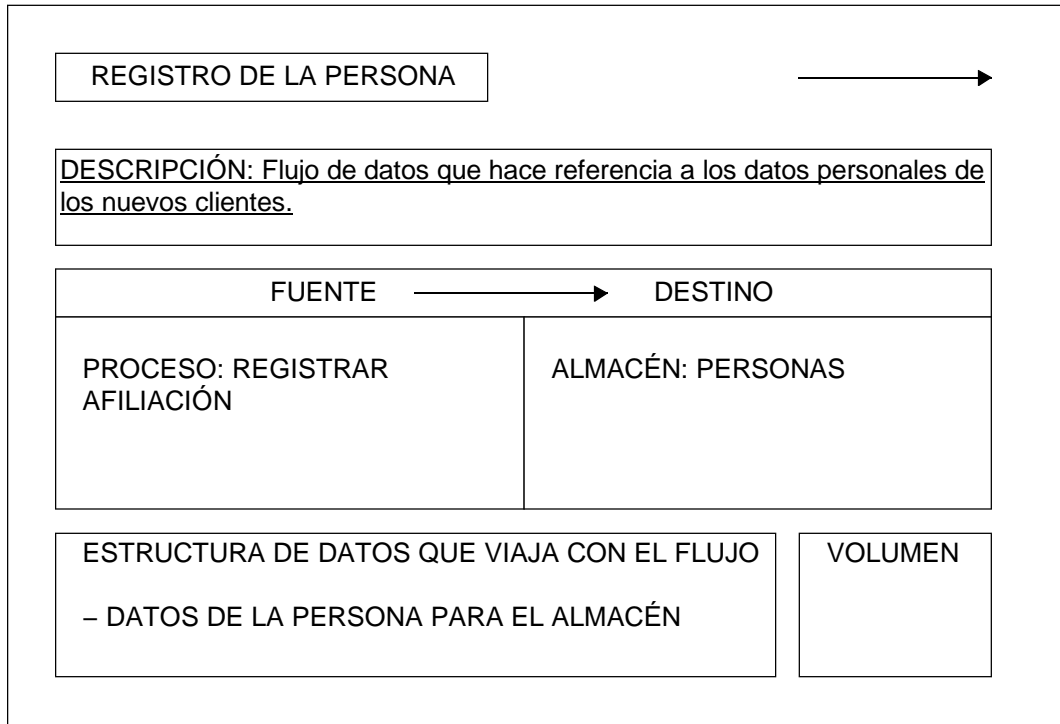 REGISTRO DE LA PERSONA
DESCRIPCIÓN: Flujo de datos que hace referencia a los datos personales de
los nuevos clientes.
FUENTE DESTINO
PROCESO: REGISTRAR
AFILIACIÓN
ALMACÉN: PERSONAS
ESTRUCTURA DE DATOS QUE VIAJA CON EL FLUJO
– DATOS DE LA PERSONA PARA EL ALMACÉN
VOLUMEN